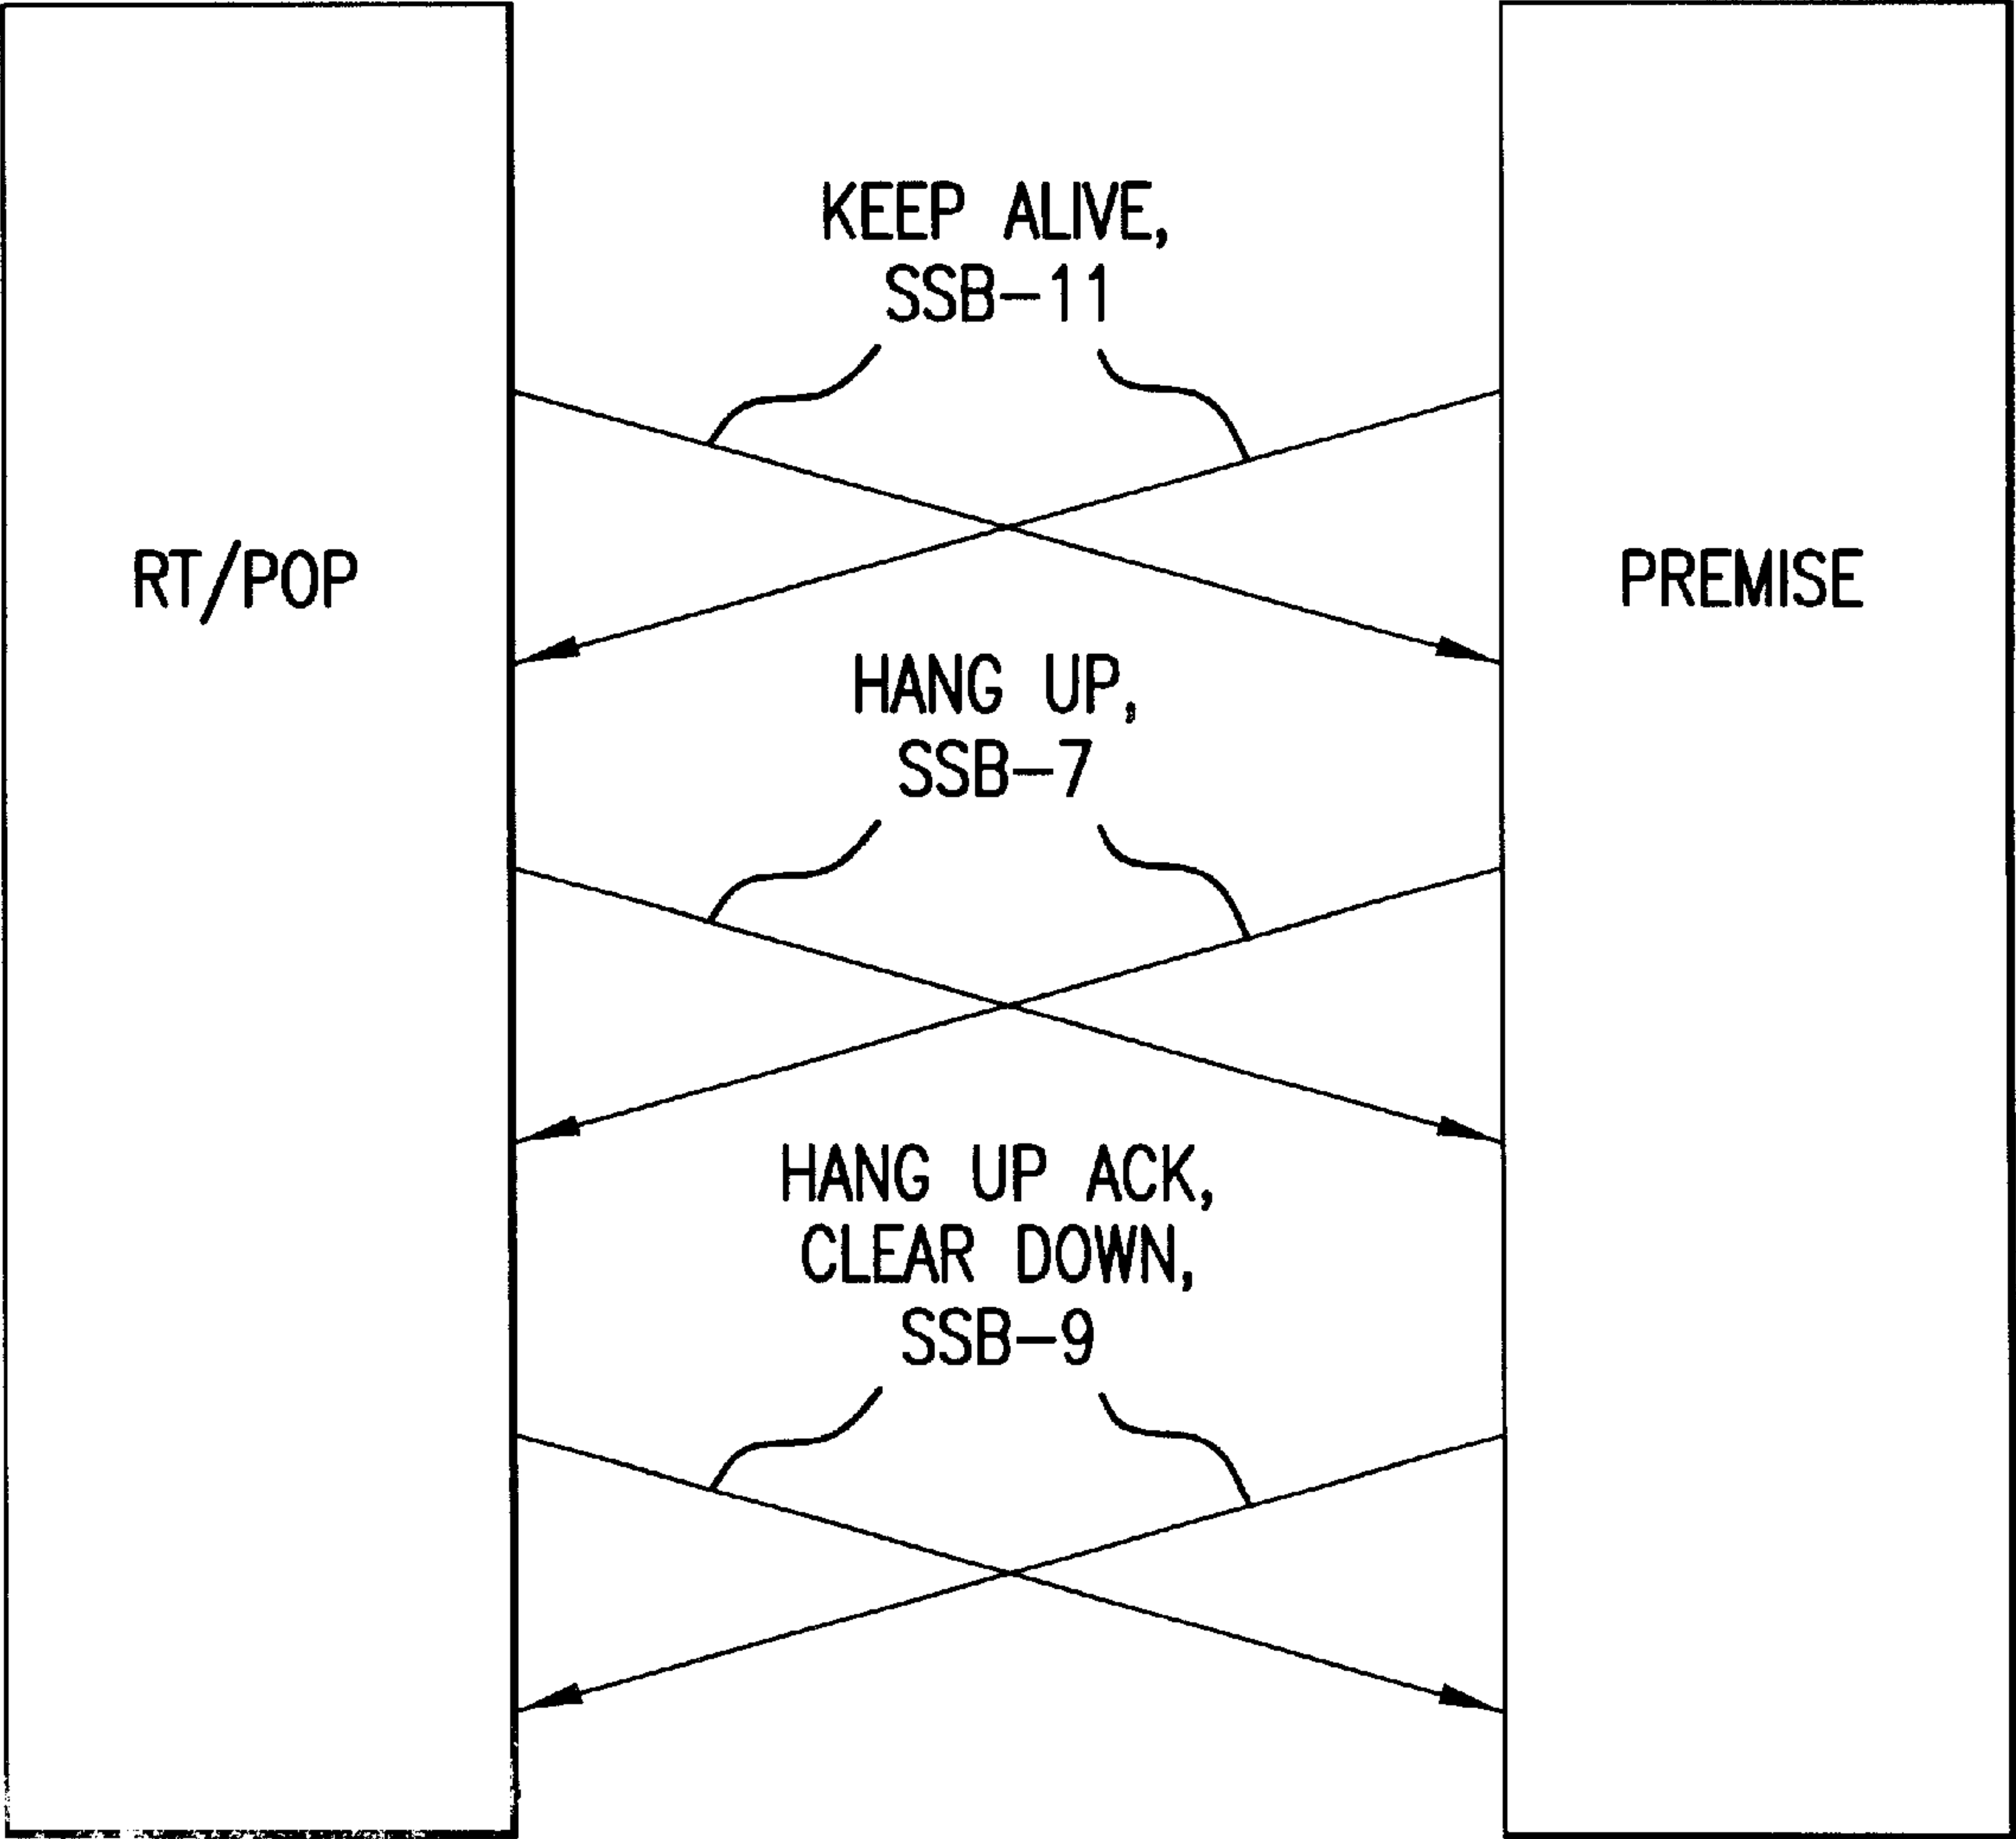 KEEP ALIVE,
SSB-11
RT/POP
PREMISE
HANG UP,
SSB-7
HANG UP ACK,
CLEAR DOWN,
SSB-9